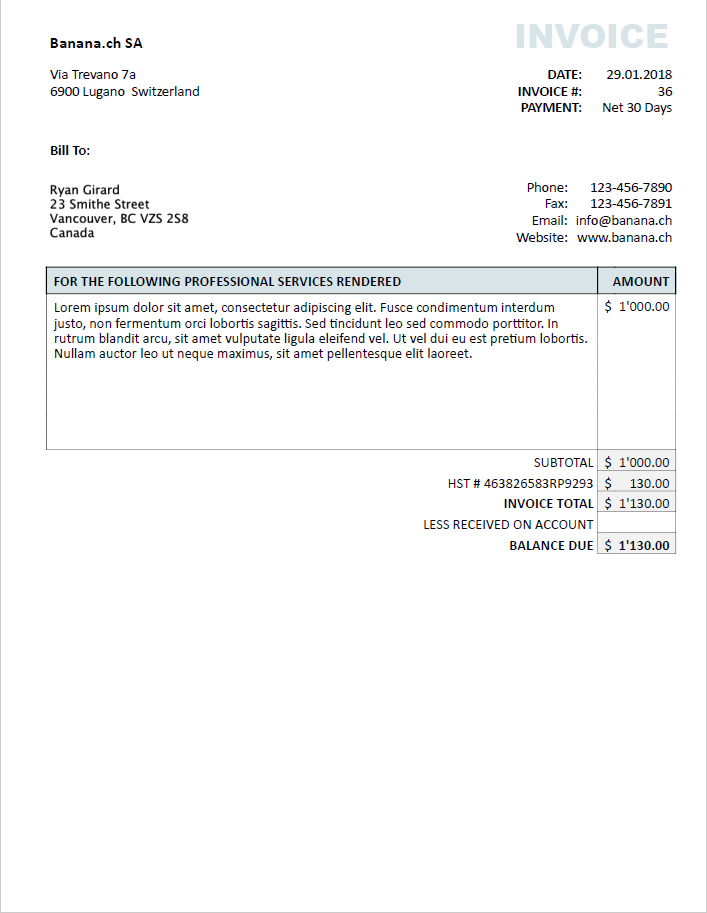 INVOICE
Banana.ch SA
Via Trevano 7a
6900 Lugano  Switzerland
DATE: 29.01.2018
INVOICE #: 36
PAYMENT: Net 30 Days
Bill To:
Ryan Girard
23 Smithe Street
Vancouver, BC VZS 2S8
Canada
Phone: 123-456-7890
Fax: 123-456-7891
Email: info@banana.ch
Website: www.banana.ch
FOR THE FOLLOWING PROFESSIONAL SERVICES RENDERED AMOUNT
Lorem ipsum dolor sit amet, consectetur adipiscing elit. Fusce condimentum interdum $ 1'000.00
justo, non fermentum orci lobortis sagittis. Sed tincidunt leo sed commodo porttitor. In
rutrum blandit arcu, sit amet vulputate ligula eleifend vel. Ut vel dui eu est pretium lobortis.
Nullam auctor leo ut neque maximus, sit amet pellentesque elit laoreet.
SUBTOTAL $ 1'000.00
HST # 463826583RP9293 $ 130.00
INVOICE TOTAL $ 1'130.00
LESS RECEIVED ON ACCOUNT
BALANCE DUE $ 1'130.00